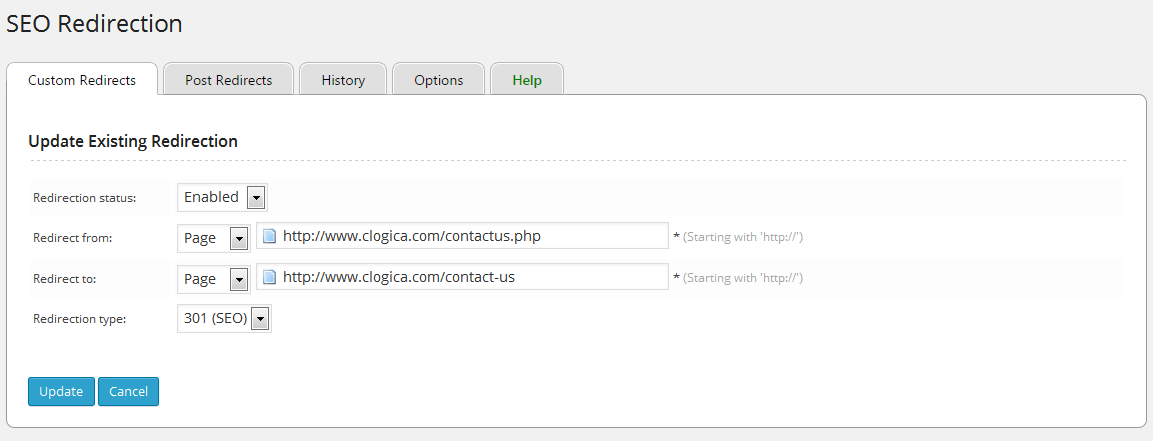 SEO Redirection
Custom Redirects Post Redirects History Options Help
Update Existing Redirection
Redirection status: Enabled
Redirect from: Page http://www.clogica.com/contactus.php * (Starting with 'http://')
Redirect to: Page http://www.clogica.com/contact-us * (Starting with 'http://')
Redirection type: 301 (SEO)
Update Cancel